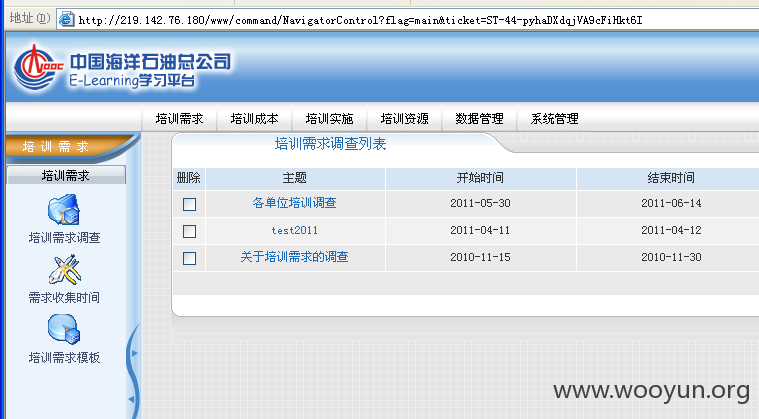 地址(D) http://219.142.76.180/www/command/NavigatorControl?flag=main&ticket=ST-44-pyhaDXdqjVA9cFiHkt6I
CNOOC 中国海洋石油总公司
E-Learning学习平台
培训需求 培训成本 培训实施 培训资源 数据管理 系统管理
培训需求
培训需求
培训需求调查
需求收集时间
培训需求模板
培训需求调查列表
删除 主题 开始时间 结束时间
各单位培训调查 2011-05-30 2011-06-14
test2011 2011-04-11 2011-04-12
关于培训需求的调查 2010-11-15 2010-11-30
www.wooyun.org